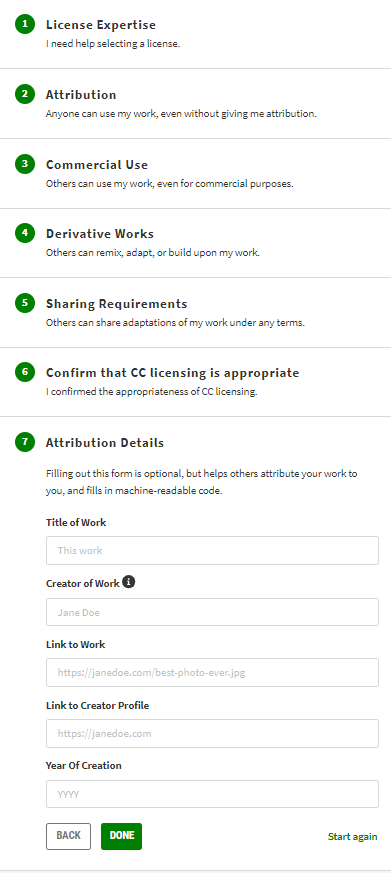 1 License Expertise
I need help selecting a license.
2 Attribution
Anyone can use my work, even without giving me attribution.
3 Commercial Use
Others can use my work, even for commercial purposes.
4 Derivative Works
Others can remix, adapt, or build upon my work.
5 Sharing Requirements
Others can share adaptations of my work under any terms.
6 Confirm that CC licensing is appropriate
I confirmed the appropriateness of CC licensing.
7 Attribution Details
Filling out this form is optional, but helps others attribute your work to
you, and fills in machine-readable code.
Title of Work
This work
Creator of Work i
Jane Doe
Link to Work
https://janedoe.com/best-photo-ever.jpg
Link to Creator Profile
https://janedoe.com
Year Of Creation
YYYY
BACK DONE Start again